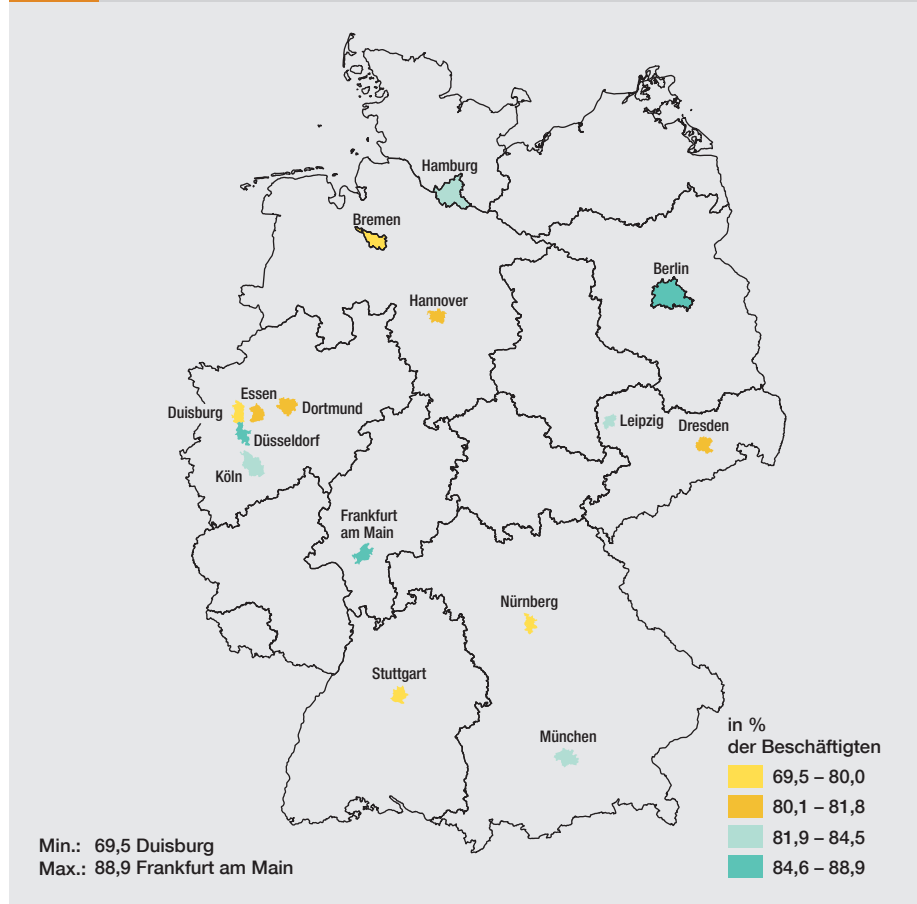 Hamburg
Bremen
Berlin
Hannover
Essen
Duisburg
Dortmund
Düsseldorf
Köln
Leipzig
Dresden
Frankfurt
am Main
Nürnberg
Stuttgart
München
in %
der Beschäftigten
69,5 – 80,0
80,1 – 81,8
81,9 – 84,5
84,6 – 88,9
Min.: 69,5 Duisburg
Max.: 88,9 Frankfurt am Main